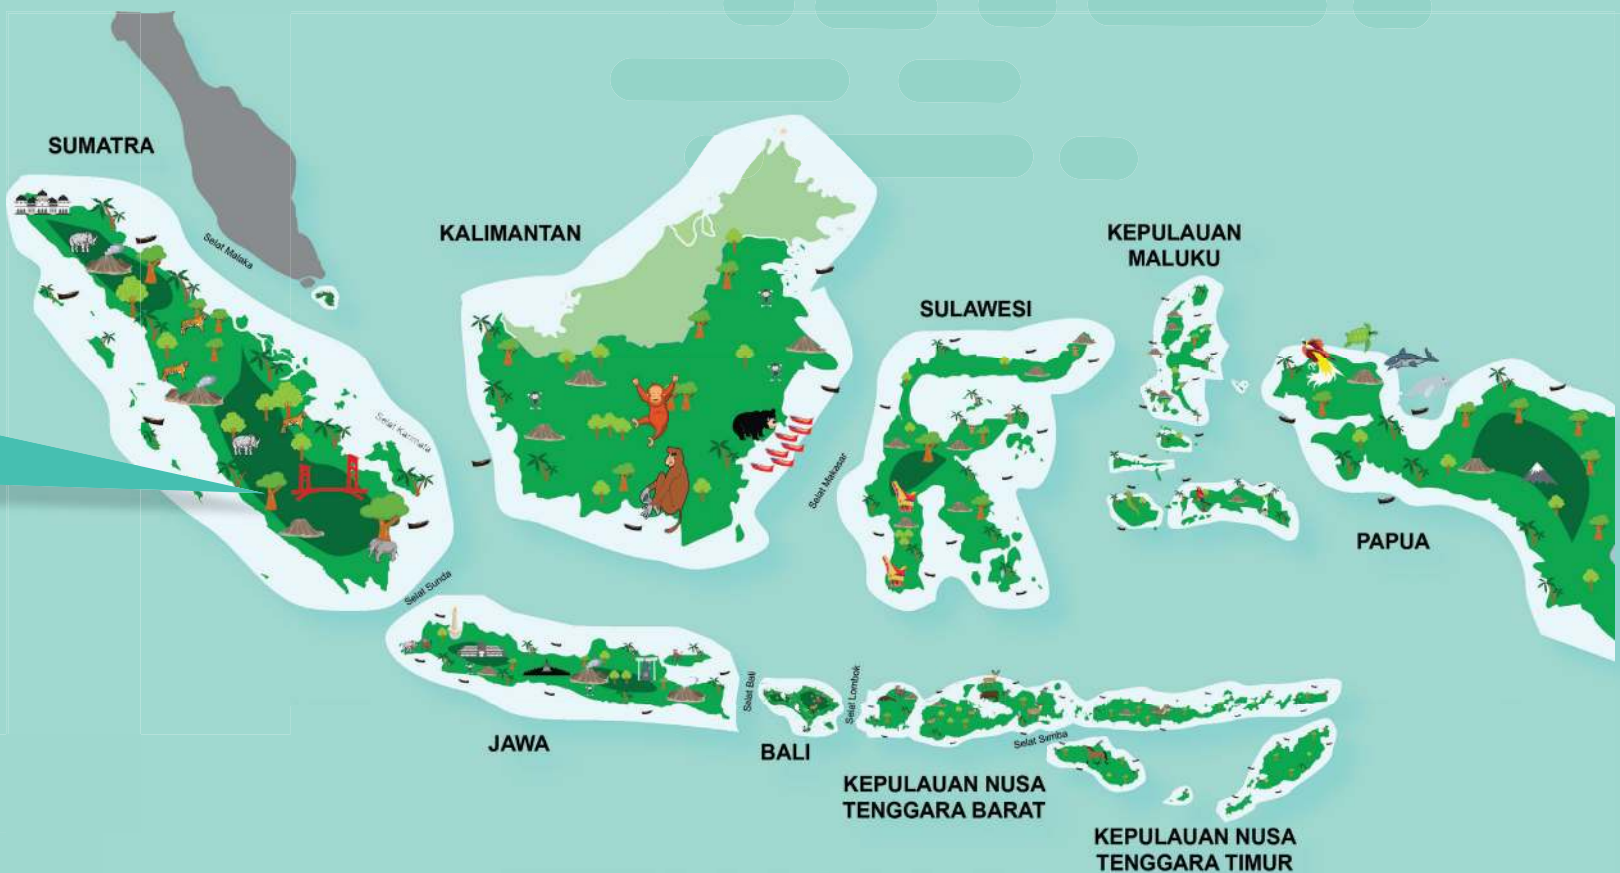 SUMATRA
Selat Malaka
KALIMANTAN
KEPULAUAN
MALUKU
SULAWESI
Selat Karimata
Selat Makasar
PAPUA
Selat Sunda
JAWA
Selat Bali
BALI
Selat Lombok
Selat Sumba
KEPULAUAN NUSA
TENGGARA BARAT
KEPULAUAN NUSA
TENGGARA TIMUR